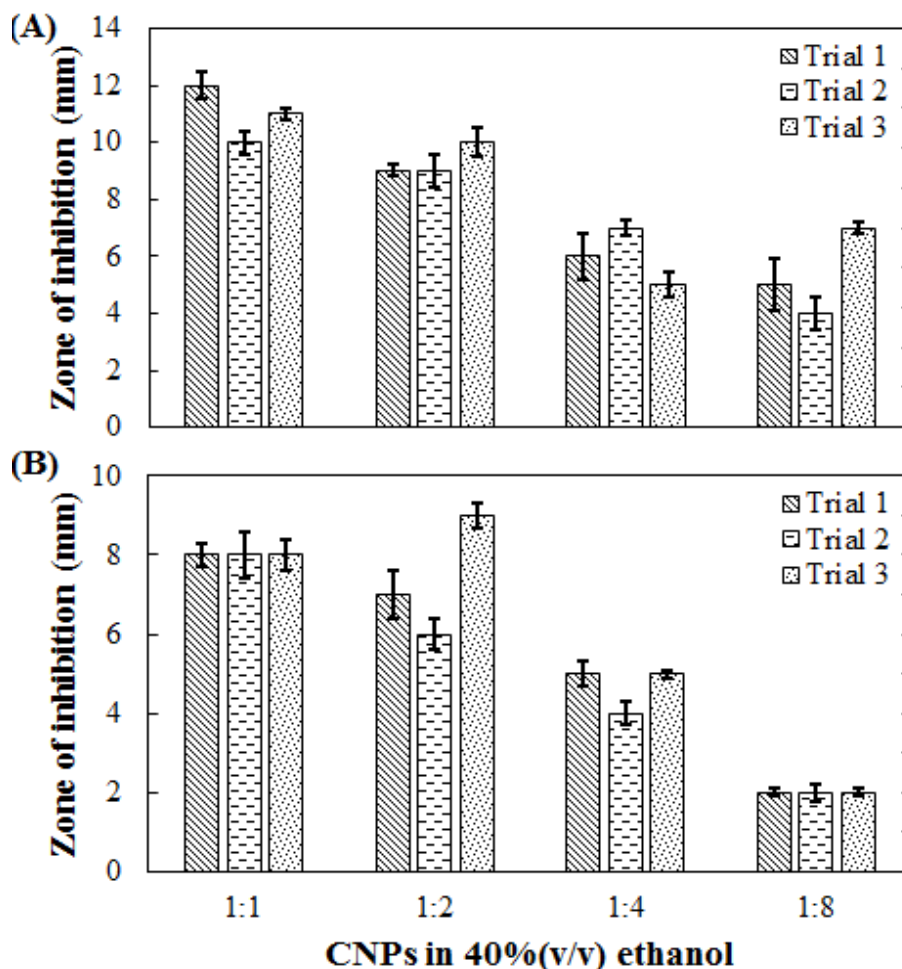 (A)
14
12
10
8
6
4
2
0
Zone of inhibition (mm)
Trial 1
Trial 2
Trial 3
(B)
10
8
6
4
2
0
Zone of inhibition (mm)
Trial 1
Trial 2
Trial 3
1:1 1:2 1:4 1:8
CNPs in 40%(v/v) ethanol